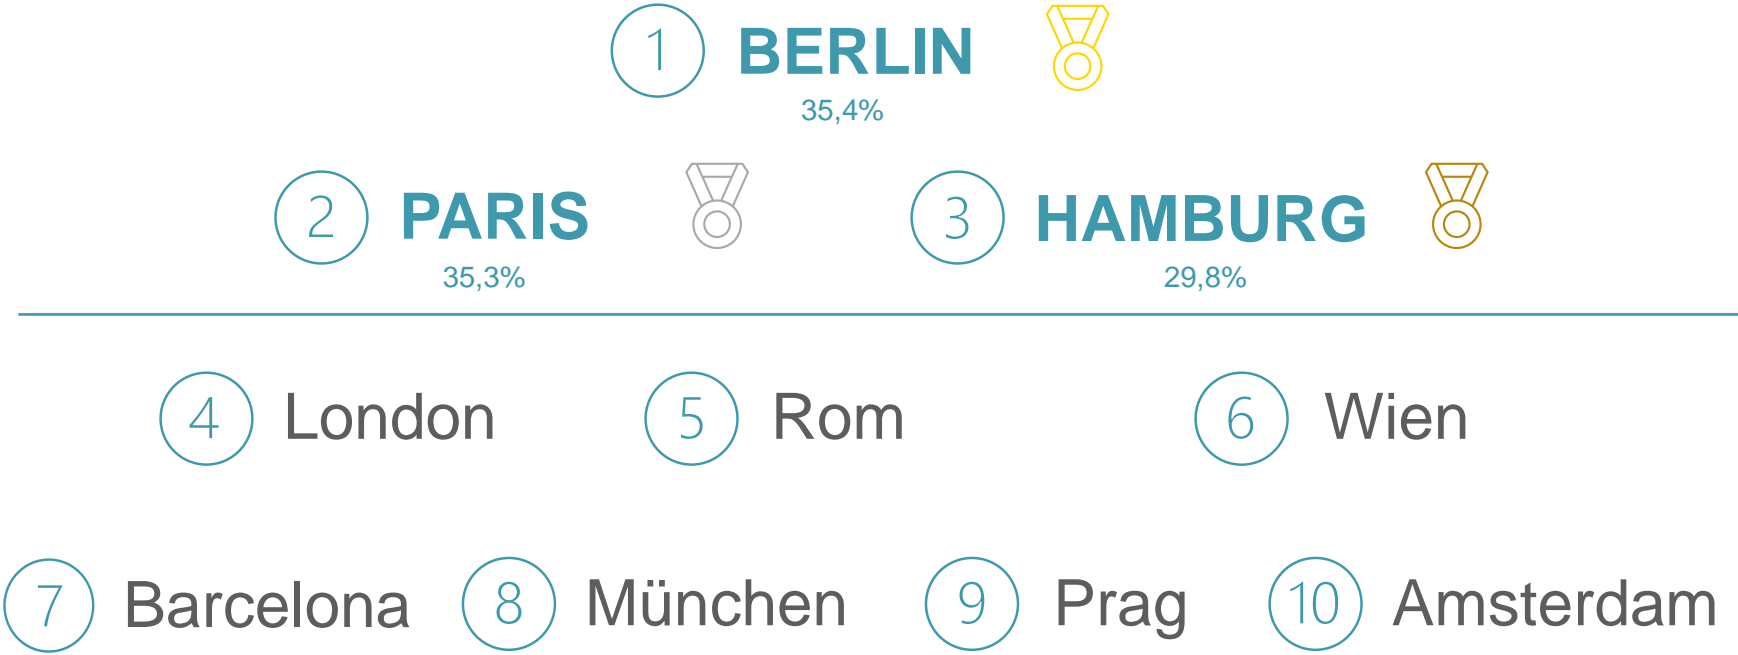 1 BERLIN
35,4%
2 PARIS 3 HAMBURG
35,3% 29,8%
4 London 5 Rom 6 Wien
7 Barcelona 8 München 9 Prag 10 Amsterdam